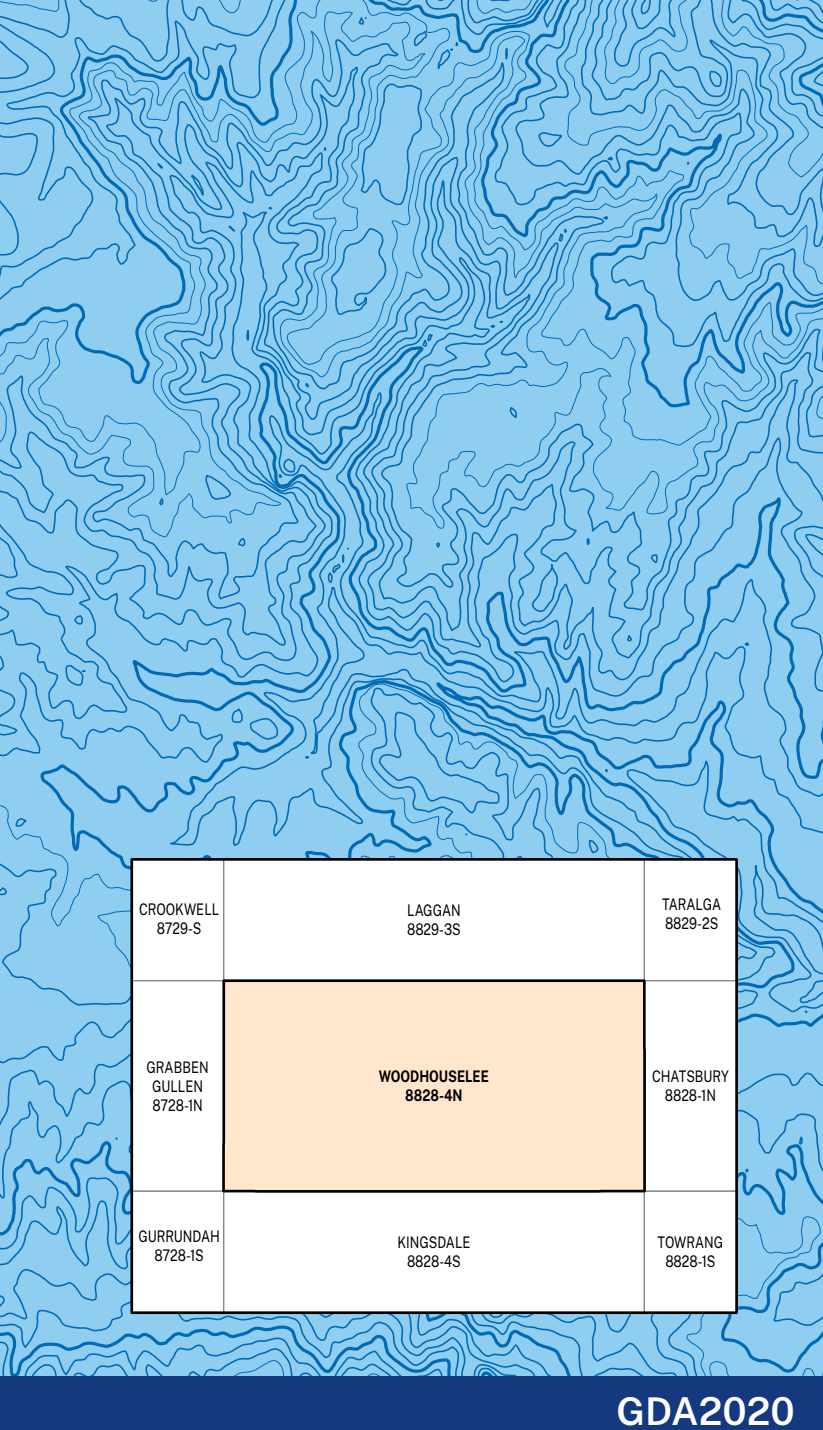 CROOKWELL
8729-S
LAGGAN
8829-3S
TARALGA
8829-2S
GRABBEN
GULLEN
8728-1N
WOODHOUSELEE
8828-4N
CHATSBURY
8828-1N
GURRUNDAH
8728-1S
KINGSDALE
8828-4S
TOWRANG
8828-1S
GDA2020